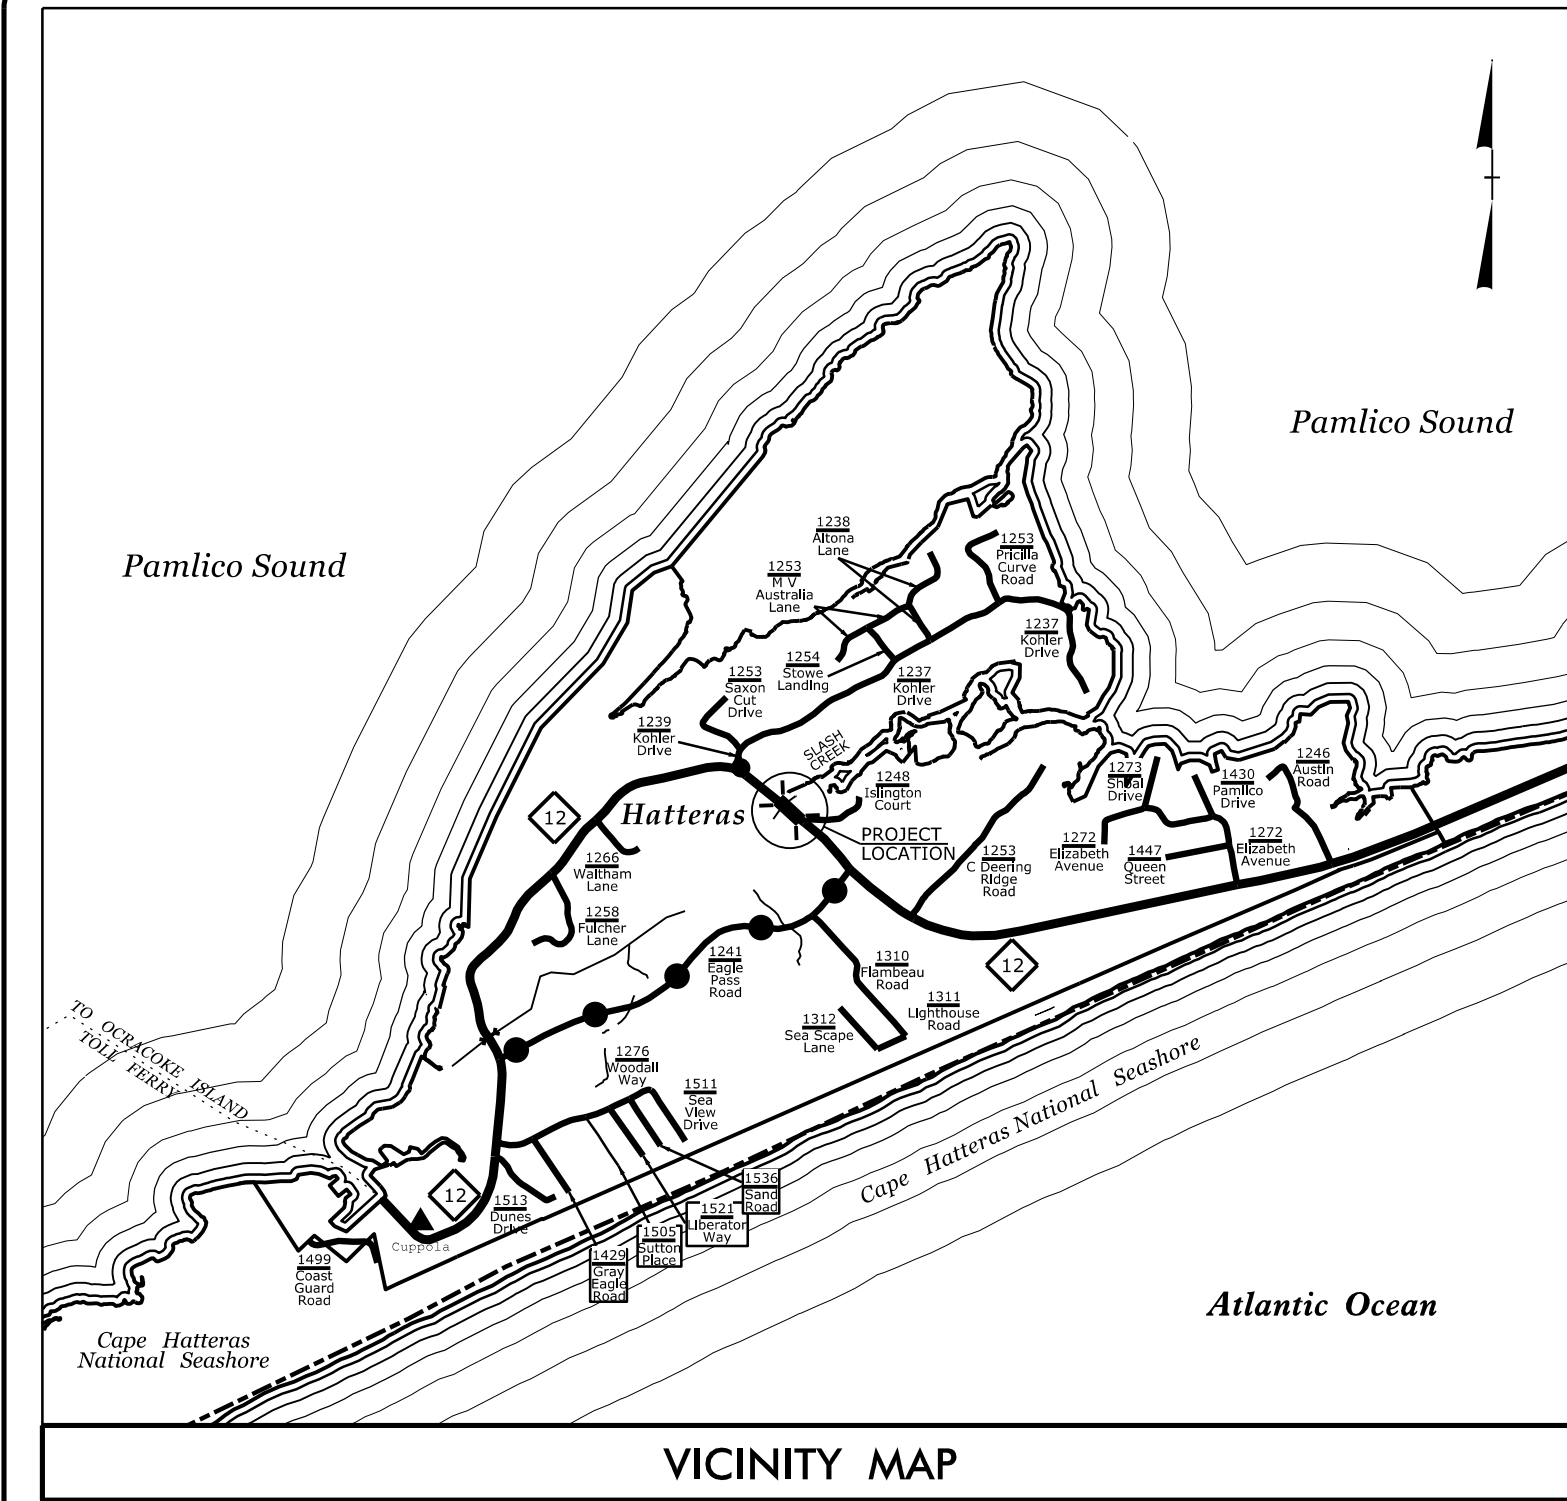 Pamlico Sound
Pamlico Sound
1238
Altona
Lane
1253
Pricilla
Curve
Road
1253
M V
Australia
Lane
1237
Kohler
Drive
1254
Stowe
Landing
1253
Saxon
Cut
Drive
1237
Kohler
Drive
1239
Kohler
Drive
SLASH
CREEK
1248
Islington
Court
1273
Shoal
Drive
1430
Pamlico
Drive
1246
Austin
Road
12
Hatteras
PROJECT
LOCATION
1266
Waltham
Lane
1253
C Deering
Ridge
Road
1272
Elizabeth
Avenue
1447
Queen
Street
1272
Elizabeth
Avenue
1258
Fulcher
Lane
1241
Eagle
Pass
Road
1310
Flambeau
Road
12
1311
Lighthouse
Road
1312
Sea Scape
Lane
TO OCRACOKE ISLAND
TOLL FERRY
1276
Woodall
Way
1511
Sea
View
Drive
Cape Hatteras National Seashore
12
1513
Dunes
Drive
1536
Sand
Road
1521
Liberator
Way
1505
Sutton
Place
1429
Gray
Eagle
Road
Cuppola
1499
Coast
Guard
Road
Cape Hatteras
National Seashore
Atlantic Ocean
VICINITY MAP